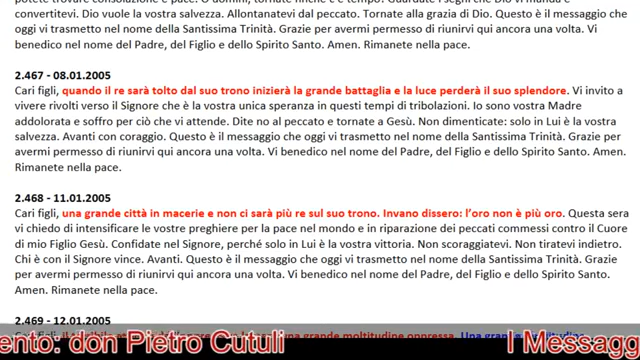 potete trovare consolazione e pace. O uomini, tornate finché c'è tempo. Guardate i segni che Dio vi manda e
convertitevi. Dio vuole la vostra salvezza. Allontanatevi dal peccato. Tornate alla grazia di Dio. Questo è il messaggio che
oggi vi trasmetto nel nome della Santissima Trinità. Grazie per avermi permesso di riunirvi qui ancora una volta. Vi
benedico nel nome del Padre, del Figlio e dello Spirito Santo. Amen. Rimanete nella pace.
2.467 - 08.01.2005
Cari figli, quando il re sarà tolto dal suo trono inizierà la grande battaglia e la luce perderà il suo splendore. Vi invito a
vivere rivolti verso il Signore che è la vostra unica speranza in questi tempi di tribolazioni. Io sono vostra Madre
addolorata e soffro per ciò che vi attende. Dite no al peccato e tornate a Gesù. Non dimenticate: solo in Lui è la vostra
salvezza. Avanti con coraggio. Questo è il messaggio che oggi vi trasmetto nel nome della Santissima Trinità. Grazie per
avermi permesso di riunirvi qui ancora una volta. Vi benedico nel nome del Padre, del Figlio e dello Spirito Santo. Amen.
Rimanete nella pace.
2.468 - 11.01.2005
Cari figli, una grande città in macerie e non ci sarà più re sul suo trono. Invano dissero: l'oro non è più oro. Questa sera
vi chiedo di intensificare le vostre preghiere per la pace nel mondo e in riparazione dei peccati commessi contro il Cuore
di mio Figlio Gesù. Confidate nel Signore, perché solo in Lui è la vostra vittoria. Non scoraggiatevi. Non tiratevi indietro.
Chi è con il Signore vince. Avanti. Questo è il messaggio che oggi vi trasmetto nel nome della Santissima Trinità. Grazie
per avermi permesso di riunirvi qui ancora una volta. Vi benedico nel nome del Padre, del Figlio e dello Spirito Santo.
Amen. Rimanete nella pace.
2.469 - 12.01.2005
Cari figli, una grande moltitudine oppressa. Una grande
ento: don Pietro Cutuli I Messagg